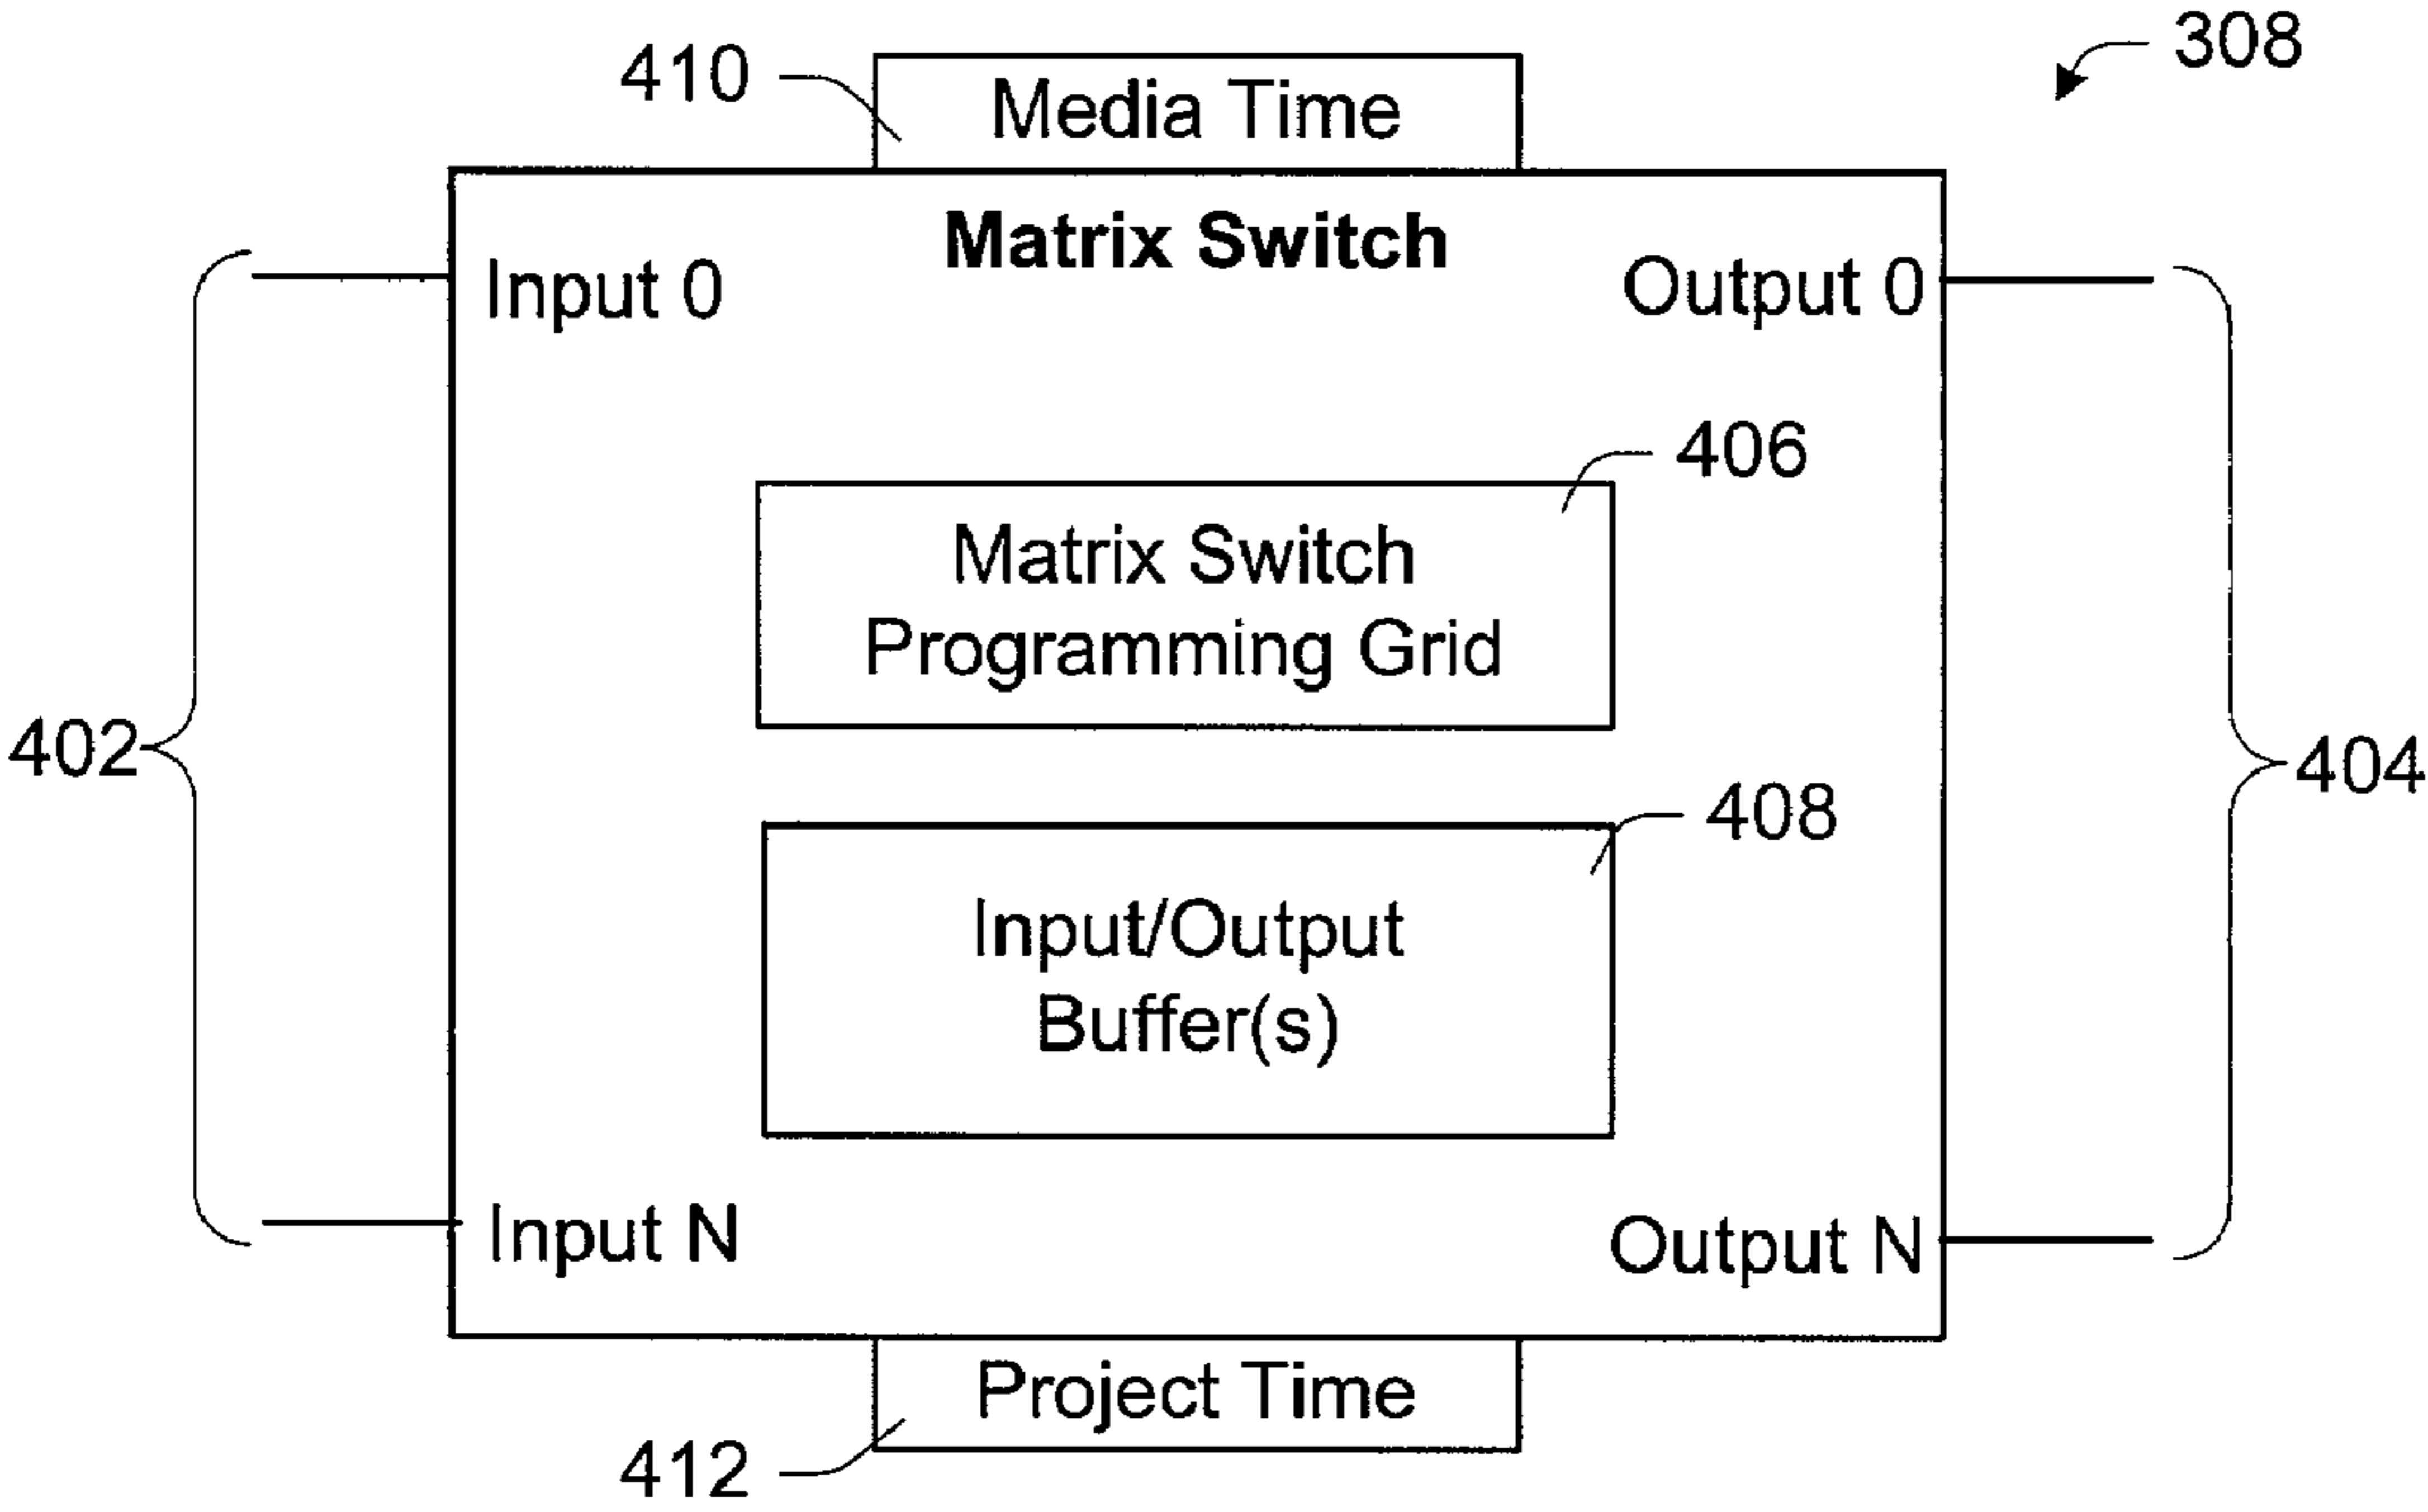 308
410
Media Time
Matrix Switch
Input 0
Output 0
406
Matrix Switch
Programming Grid
402
404
408
Input/Output
Buffer(s)
Input N
Output N
Project Time
412